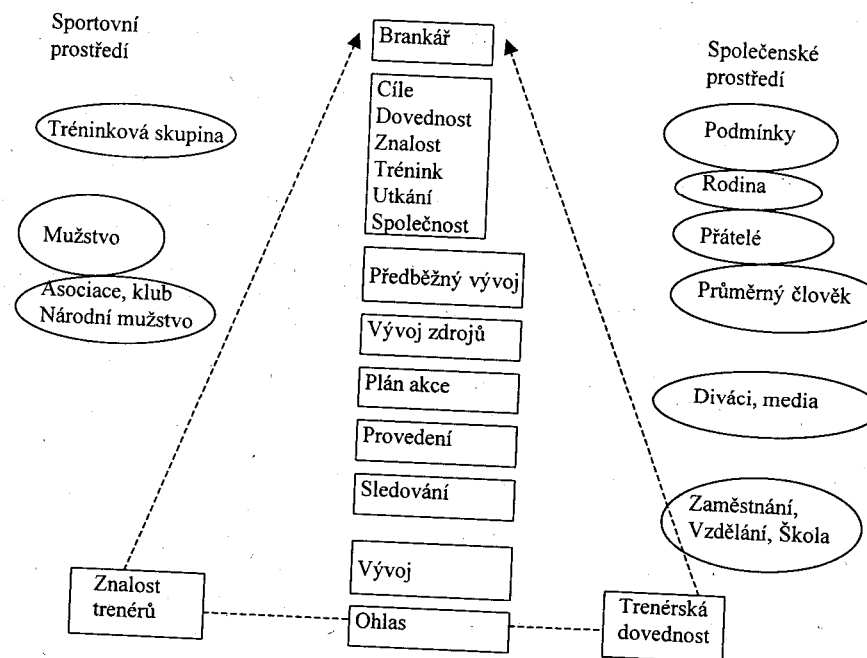 Sportovní
prostředí
Tréninková skupina
Mužstvo
Asociace, klub
Národní mužstvo
Znalost
trenérů
Brankář
Cíle
Dovednost
Znalost
Trénink
Utkání
Společnost
Předběžný vývoj
Vývoj zdrojů
Plán akce
Provedení
Sledování
Vývoj
Ohlas
Společenské
prostředí
Podmínky
Rodina
Přátelé
Průměrný člověk
Diváci, media
Zaměstnání,
Vzdělání, Škola
Trenérská
dovednost